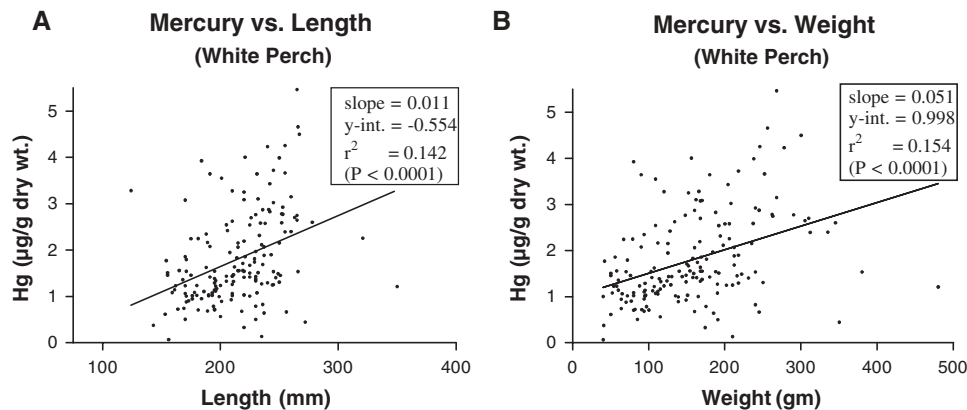 A
Mercury vs. Length
(White Perch)
slope = 0.011
y-int. = -0.554
r2 = 0.142
(P < 0.0001)
Hg (µg/g dry wt.)
5
4
3
2
1
0
100 200 300 400
Length (mm)
B
Mercury vs. Weight
(White Perch)
slope = 0.051
y-int. = 0.998
r2 = 0.154
(P < 0.0001)
Hg (µg/g dry wt.)
5
4
3
2
1
0
0 100 200 300 400 500
Weight (gm)